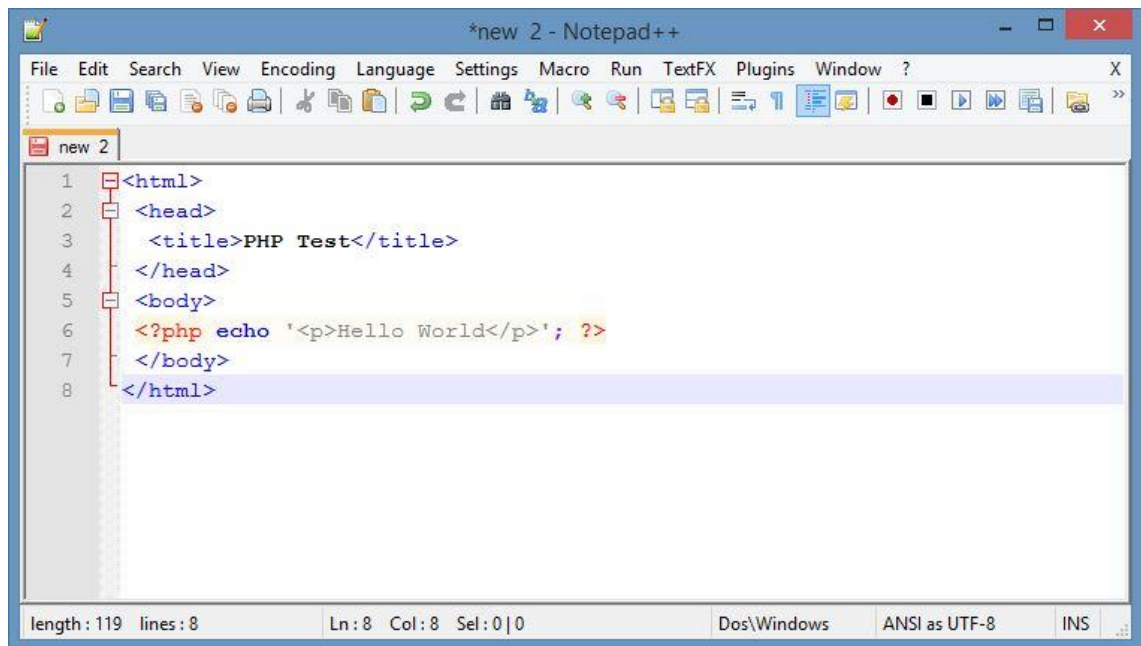 *new 2 - Notepad++
File Edit Search View Encoding Language Settings Macro Run TextFX Plugins Window ? X
new 2
1 <html>
2 <head>
3 <title>PHP Test</title>
4 </head>
5 <body>
6 <?php echo '<p>Hello World</p>'; ?>
7 </body>
8 </html>
length : 119 lines : 8 Ln : 8 Col : 8 Sel : 0 | 0 Dos\Windows ANSI as UTF-8 INS